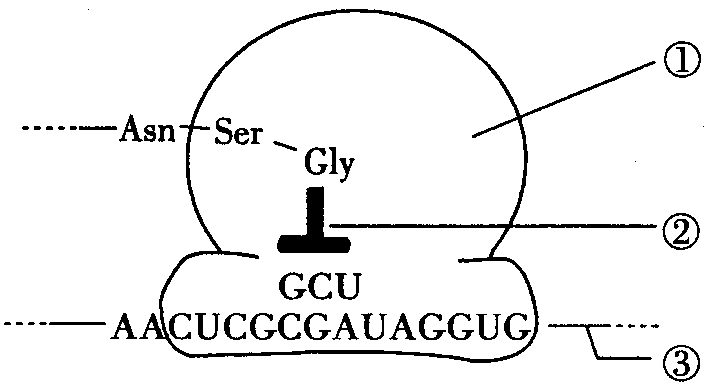 ①
Asn Ser
Gly
②
GCU
AACUCGCGAUAGGUG
③